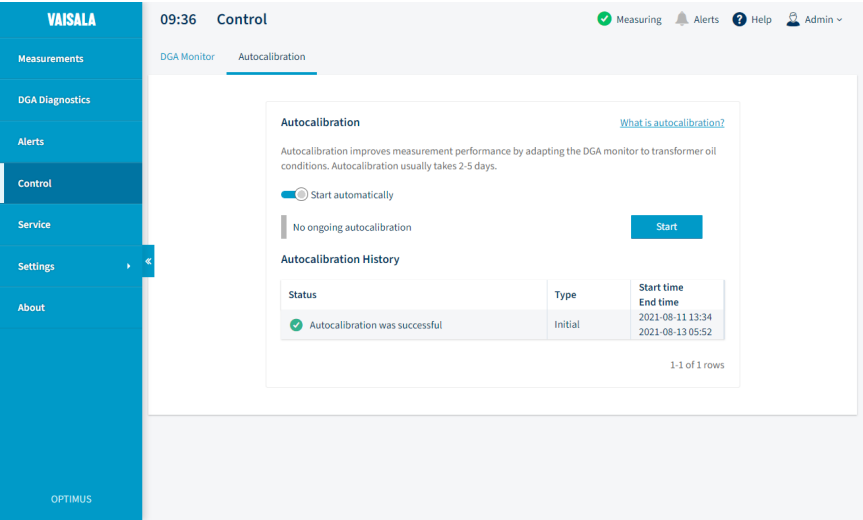 VAISALA
09:36 Control
Measuring Alerts Help Admin
Measurements
DGA Diagnostics
Alerts
Control
Service
Settings
About
OPTIMUS
DGA Monitor Autocalibration
Autocalibration What is autocalibration?
Autocalibration improves measurement performance by adapting the DGA monitor to transformer oil
conditions. Autocalibration usually takes 2-5 days.
Start automatically
No ongoing autocalibration Start
Autocalibration History
Status Type Start time
End time
Autocalibration was successful Initial 2021-08-11 13:34
2021-08-13 05:52
1-1 of 1 rows